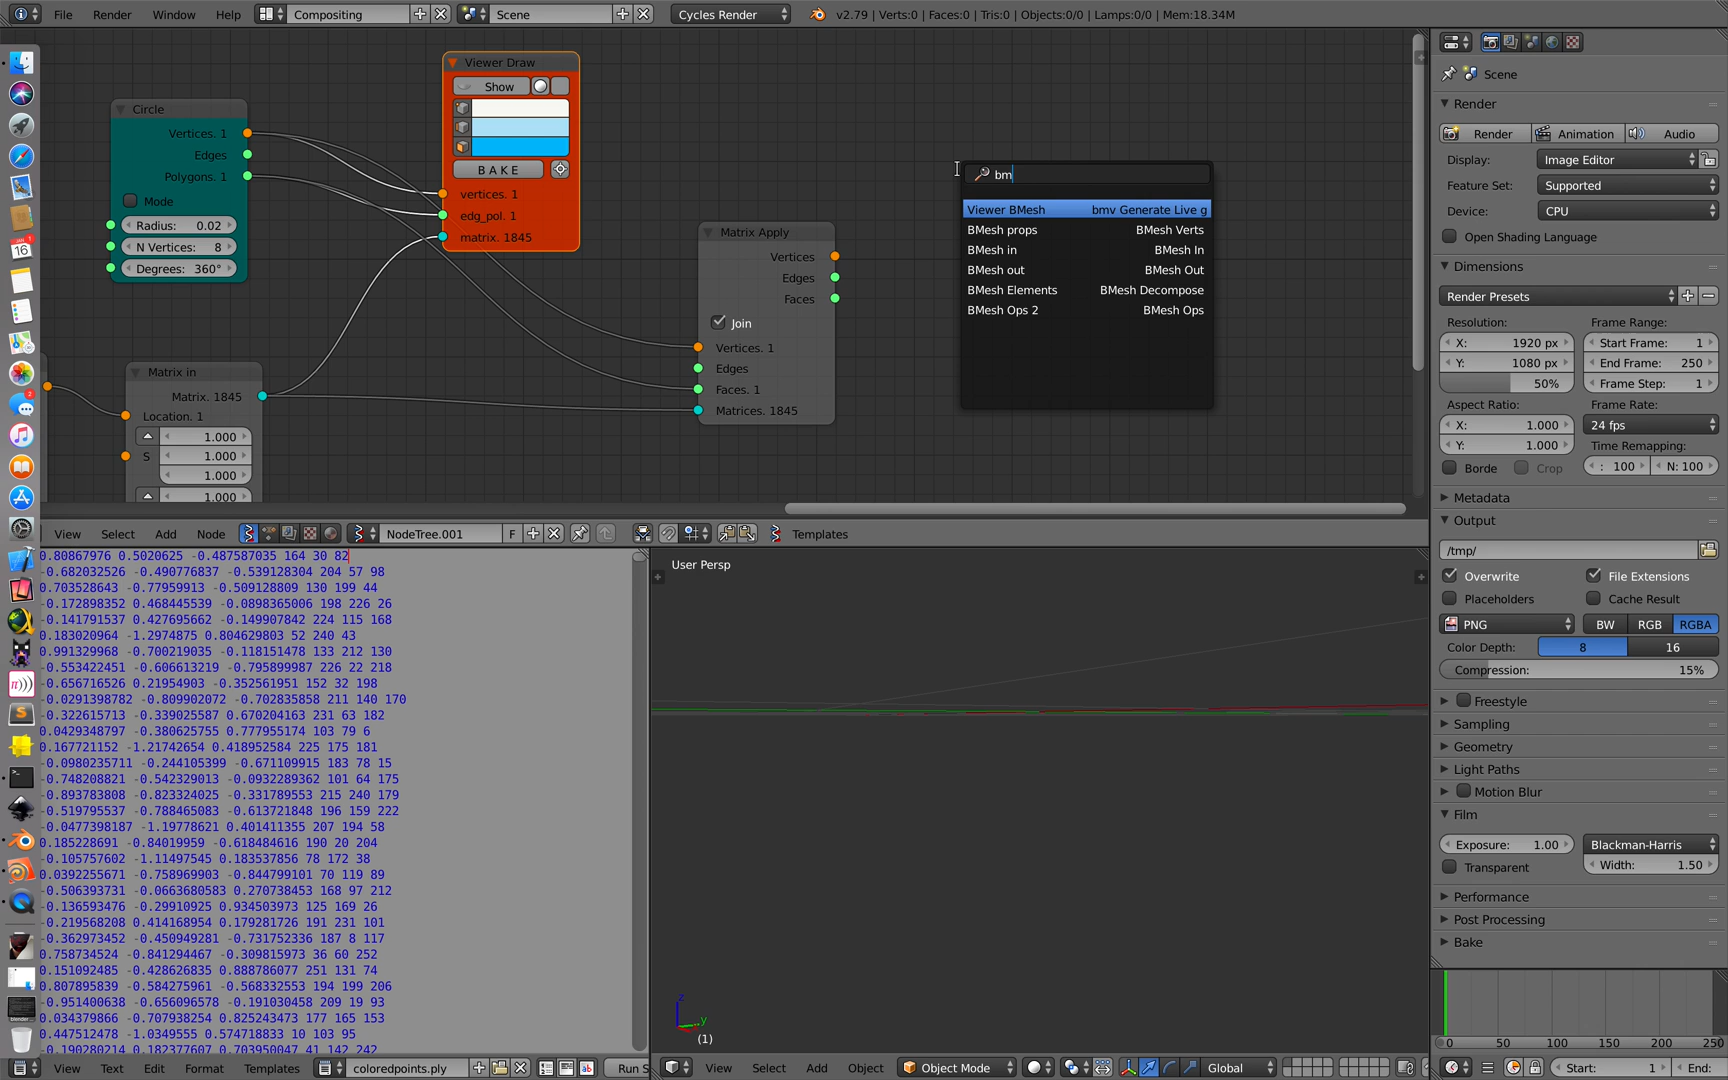 File Render Window Help Compositing Scene Cycles Render v2.79 | Verts:0 | Faces:0 | Tris:0 | Objects:0/0 | Lamps:0/0 | Mem:18.34M
Circle
Vertices. 1
Edges
Polygons. 1
Mode
Radius: 0.02
N Vertices: 8
Degrees: 360°
Viewer Draw
Show
BAKE
vertices. 1
edg_pol. 1
matrix. 1845
Matrix in
Matrix. 1845
Location. 1
1.000
S 1.000
1.000
1.000
Matrix Apply
Vertices
Edges
Faces
Join
Vertices. 1
Edges
Faces. 1
Matrices. 1845
bm
Viewer BMesh bmv Generate Live g
BMesh props BMesh Verts
BMesh in BMesh In
BMesh out BMesh Out
BMesh Elements BMesh Decompose
BMesh Ops 2 BMesh Ops
View Select Add Node NodeTree.001 F Templates
JAN
16
2
0.80867976 0.5020625 -0.487587035 164 30 82
-0.682032526 -0.490776837 -0.539128304 204 57 98
0.703528643 -0.77959913 -0.509128809 130 199 44
-0.172898352 0.468445539 -0.0898365006 198 226 26
-0.141791537 0.427695662 -0.149907842 224 115 168
0.183020964 -1.2974875 0.804629803 52 240 43
0.991329968 -0.700219035 -0.118151478 133 212 130
-0.553422451 -0.606613219 -0.795899987 226 22 218
-0.656716526 0.21954903 -0.352561951 152 32 198
-0.0291398782 -0.809902072 -0.702835858 211 140 170
-0.322615713 -0.339025587 0.670204163 231 63 182
0.0429348797 -0.380625755 0.777955174 103 79 6
0.167721152 -1.21742654 0.418952584 225 175 181
-0.0980235711 -0.244105399 -0.671109915 183 78 15
-0.748208821 -0.542329013 -0.0932289362 101 64 175
-0.893783808 -0.823324025 -0.331789553 215 240 179
-0.519795537 -0.788465083 -0.613721848 196 159 222
-0.0477398187 -1.19778621 0.401411355 207 194 58
0.185228691 -0.84019959 -0.618484616 190 20 204
-0.105757602 -1.11497545 0.183537856 78 172 38
0.0392255671 -0.758969903 -0.844799101 70 119 89
-0.506393731 -0.0663680583 0.270738453 168 97 212
-0.136593476 -0.29910925 0.934503973 125 169 26
-0.219568208 0.414168954 0.179281726 191 231 101
-0.362973452 -0.450949281 -0.731752336 187 8 117
0.758734524 -0.841294467 -0.309815973 36 60 252
0.151092485 -0.428626835 0.888786077 251 131 74
0.807895839 -0.584275961 -0.568332553 194 199 206
-0.951400638 -0.656096578 -0.191030458 209 19 93
0.034379866 -0.707938254 0.825243473 177 165 153
0.447512478 -1.0349555 0.574718833 10 103 95
-0.190280214 0.182377607 0.703950047 41 142 242
View Text Edit Format Templates coloredpoints.ply Run S
User Persp
z
y
(1)
View Select Add Object Object Mode Global
Scene
Render
Render Animation Audio
Display: Image Editor
Feature Set: Supported
Device: CPU
Open Shading Language
Dimensions
Render Presets
Resolution: Frame Range:
X: 1920 px Start Frame: 1
Y: 1080 px End Frame: 250
50% Frame Step: 1
Aspect Ratio: Frame Rate:
X: 1.000 24 fps
Y: 1.000 Time Remapping:
Borde Crop : 100 N: 100
Metadata
Output
/tmp/
Overwrite File Extensions
Placeholders Cache Result
PNG BW RGB RGBA
Color Depth: 8 16
Compression: 15%
Freestyle
Sampling
Geometry
Light Paths
Motion Blur
Film
Exposure: 1.00 Blackman-Harris
Transparent Width: 1.50
Performance
Post Processing
Bake
0 50 100 150 200 250
Start: 1 End: